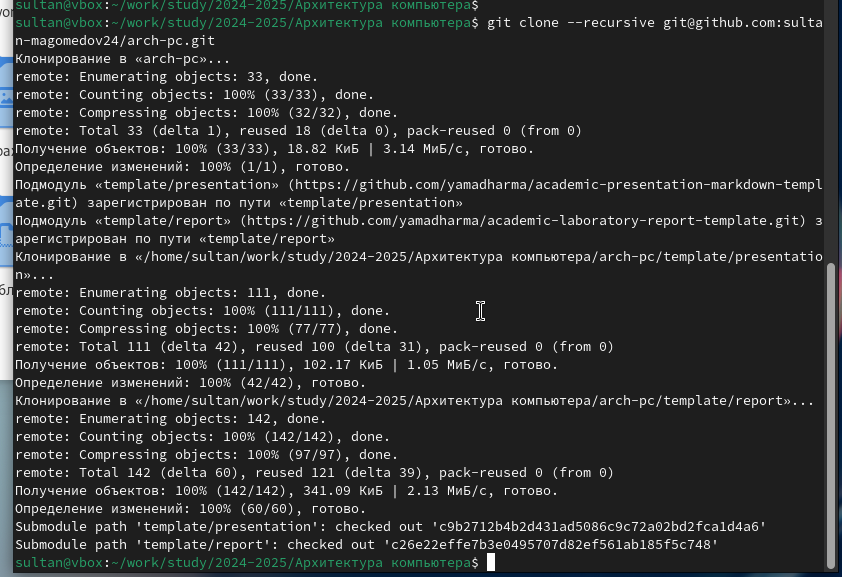 sultan@vbox:~/work/study/2024-2025/Архитектура компьютера$
sultan@vbox:~/work/study/2024-2025/Архитектура компьютера$ git clone --recursive git@github.com:sulta
n-magomedov24/arch-pc.git
Клонирование в «arch-pc»...
remote: Enumerating objects: 33, done.
remote: Counting objects: 100% (33/33), done.
remote: Compressing objects: 100% (32/32), done.
remote: Total 33 (delta 1), reused 18 (delta 0), pack-reused 0 (from 0)
Получение объектов: 100% (33/33), 18.82 КиБ | 3.14 МиБ/с, готово.
Определение изменений: 100% (1/1), готово.
Подмодуль «template/presentation» (https://github.com/yamadharma/academic-presentation-markdown-templ
ate.git) зарегистрирован по пути «template/presentation»
Подмодуль «template/report» (https://github.com/yamadharma/academic-laboratory-report-template.git) з
арегистрирован по пути «template/report»
Клонирование в «/home/sultan/work/study/2024-2025/Архитектура компьютера/arch-pc/template/presentatio
n»...
remote: Enumerating objects: 111, done.
remote: Counting objects: 100% (111/111), done.
remote: Compressing objects: 100% (77/77), done.
remote: Total 111 (delta 42), reused 100 (delta 31), pack-reused 0 (from 0)
Получение объектов: 100% (111/111), 102.17 КиБ | 1.05 МиБ/с, готово.
Определение изменений: 100% (42/42), готово.
Клонирование в «/home/sultan/work/study/2024-2025/Архитектура компьютера/arch-pc/template/report»...
remote: Enumerating objects: 142, done.
remote: Counting objects: 100% (142/142), done.
remote: Compressing objects: 100% (97/97), done.
remote: Total 142 (delta 60), reused 121 (delta 39), pack-reused 0 (from 0)
Получение объектов: 100% (142/142), 341.09 КиБ | 2.13 МиБ/с, готово.
Определение изменений: 100% (60/60), готово.
Submodule path 'template/presentation': checked out 'c9b2712b4b2d431ad5086c9c72a02bd2fca1d4a6'
Submodule path 'template/report': checked out 'c26e22effe7b3e0495707d82ef561ab185f5c748'
sultan@vbox:~/work/study/2024-2025/Архитектура компьютера$